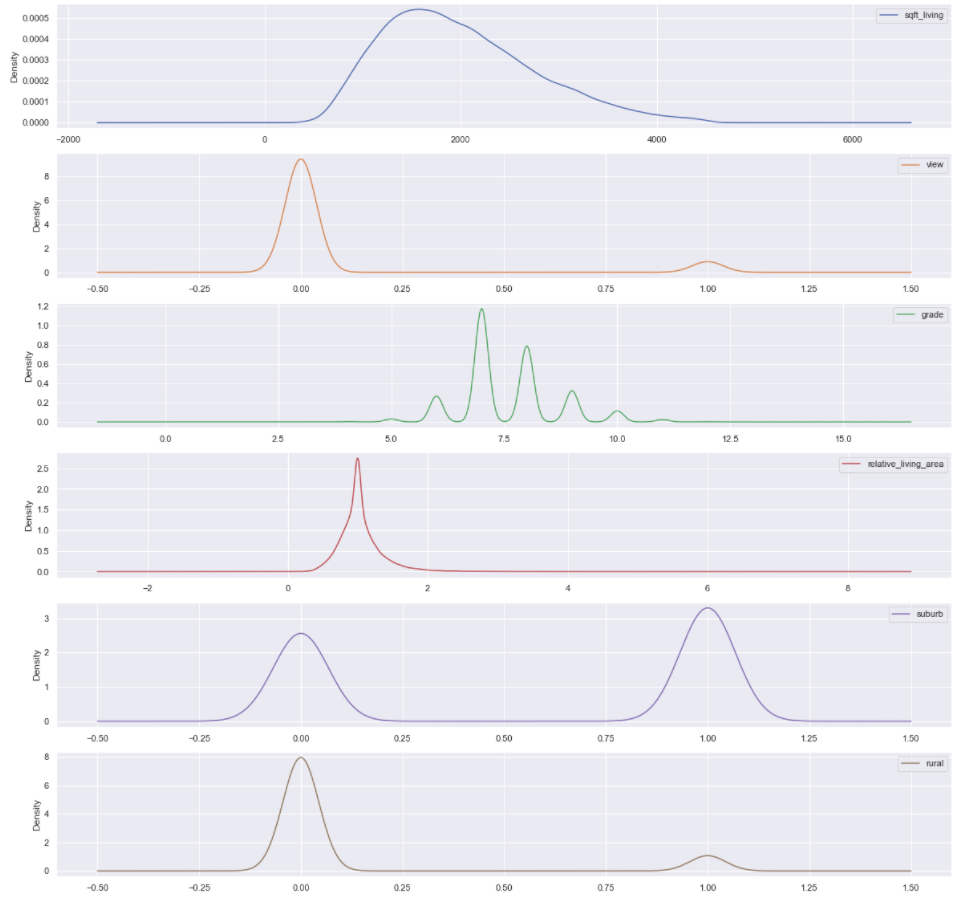 sqft_living
Density
0.0005
0.0004
0.0003
0.0002
0.0001
0.0000
−2000 0 2000 4000 6000
view
Density
8
6
4
2
0
−0.50 −0.25 0.00 0.25 0.50 0.75 1.00 1.25 1.50
grade
Density
1.2
1.0
0.8
0.6
0.4
0.2
0.0
0.0 2.5 5.0 7.5 10.0 12.5 15.0
relative_living_area
Density
2.5
2.0
1.5
1.0
0.5
0.0
−2 0 2 4 6 8
suburb
Density
3
2
1
0
−0.50 −0.25 0.00 0.25 0.50 0.75 1.00 1.25 1.50
rural
Density
8
6
4
2
0
−0.50 −0.25 0.00 0.25 0.50 0.75 1.00 1.25 1.50